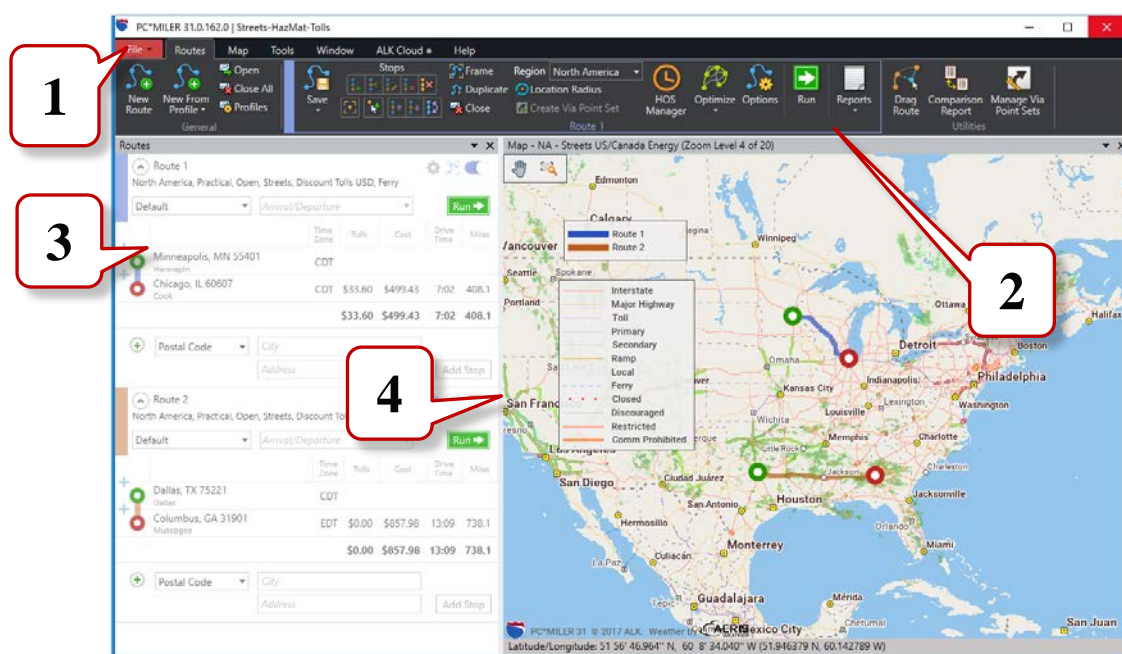 PC*MILER 31.0.162.0 | Streets-HazMat-Tolls
File Routes Map Tools Window ALK Cloud Help
New Route
New From Profile
Open
Close All
Profiles
General
Save
Stops
Frame
Duplicate
Close
Region North America
Location Radius
Create Via Point Set
HOS Manager
Optimize
Options
Run
Reports
Route 1
Drag Route
Comparison Report
Manage Via Point Sets
Utilities
1
2
3
4
Routes
Route 1
North America, Practical, Open, Streets, Discount Tolls USD, Ferry
Default Arrival/Departure Run
Time Zone Tolls Cost Drive Time Miles
Minneapolis, MN 55401 CDT
Hennepin
Chicago, IL 60607 CDT $33.60 $499.43 7:02 408.1
Cook
$33.60 $499.43 7:02 408.1
Postal Code City
Address Add Stop
Route 2
North America, Practical, Open, Streets, Discount
Default Arrival/Departure Run
Time Zone Tolls Cost Drive Time Miles
Dallas, TX 75221 CDT
Dallas
Columbus, GA 31901 EDT $0.00 $857.98 13:09 738.1
Muscogee
$0.00 $857.98 13:09 738.1
Postal Code City
Address Add Stop
Map - NA - Streets US/Canada Energy (Zoom Level 4 of 20)
Edmonton
Calgary
Route 1
Route 2
Winnipeg
Seattle
Spokane
Portland
Interstate
Major Highway
Toll
Primary
Secondary
Ramp
Local
Ferry
Closed
Discouraged
Restricted
Comm Prohibited
Ottawa
Halifax
Detroit
Boston
Omaha
Indianapolis
Philadelphia
Kansas City
Louisville
Lexington
Washington
Wichita
Memphis
Charlotte
Little Rock
Charleston
Jackson
San Diego
Ciudad Juárez
San Antonio
Houston
Jacksonville
Orlando
Hermosillo
Monterrey
Miami
Culiacán
La Paz
Tepic
Guadalajara
Mexico City
Mérida
Chetumal
San Juan
PC*MILER 31 © 2017 ALK. Weather by AER
Latitude/Longitude: 51 56' 46.964" N, 60 8' 34.040" W (51.946379 N, 60.142789 W)